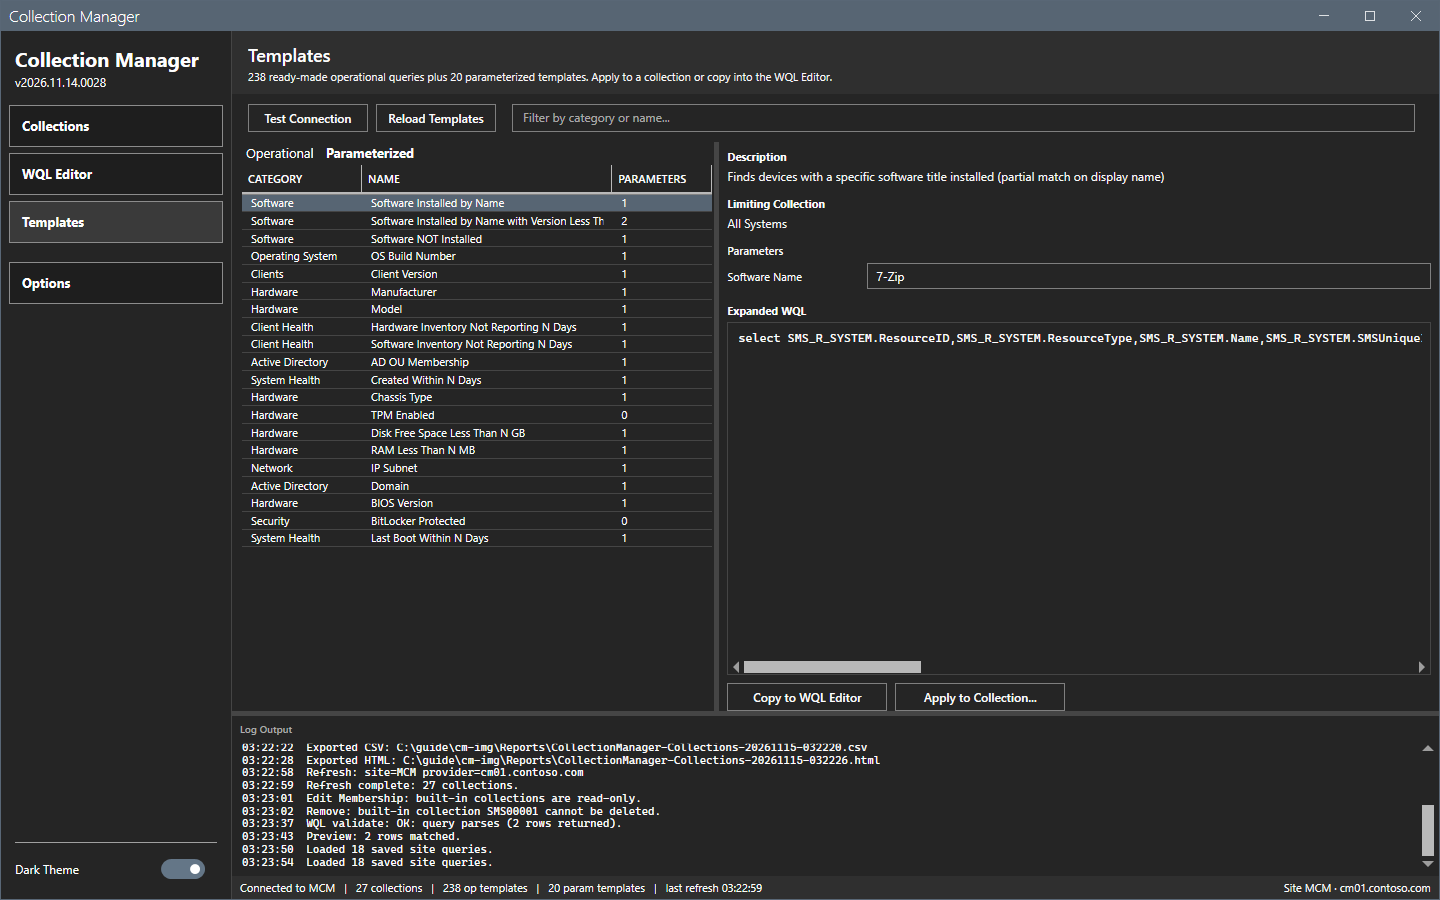 Collection Manager
Collection Manager
v2026.11.14.0028
Collections
WQL Editor
Templates
Options
Dark Theme
Templates
238 ready-made operational queries plus 20 parameterized templates. Apply to a collection or copy into the WQL Editor.
Test Connection
Reload Templates
Filter by category or name...
Operational Parameterized
CATEGORY NAME PARAMETERS
Software Software Installed by Name 1
Software Software Installed by Name with Version Less Th 2
Software Software NOT Installed 1
Operating System OS Build Number 1
Clients Client Version 1
Hardware Manufacturer 1
Hardware Model 1
Client Health Hardware Inventory Not Reporting N Days 1
Client Health Software Inventory Not Reporting N Days 1
Active Directory AD OU Membership 1
System Health Created Within N Days 1
Hardware Chassis Type 1
Hardware TPM Enabled 0
Hardware Disk Free Space Less Than N GB 1
Hardware RAM Less Than N MB 1
Network IP Subnet 1
Active Directory Domain 1
Hardware BIOS Version 1
Security BitLocker Protected 0
System Health Last Boot Within N Days 1
Description
Finds devices with a specific software title installed (partial match on display name)
Limiting Collection
All Systems
Parameters
Software Name 7-Zip
Expanded WQL
select SMS_R_SYSTEM.ResourceID,SMS_R_SYSTEM.ResourceType,SMS_R_SYSTEM.Name,SMS_R_SYSTEM.SMSUnique
Copy to WQL Editor
Apply to Collection...
Log Output
03:22:22 Exported CSV: C:\guide\cm-img\Reports\CollectionManager-Collections-20261115-032220.csv
03:22:28 Exported HTML: C:\guide\cm-img\Reports\CollectionManager-Collections-20261115-032226.html
03:22:58 Refresh: site=MCM provider=cm01.contoso.com
03:22:59 Refresh complete: 27 collections.
03:23:01 Edit Membership: built-in collections are read-only.
03:23:02 Remove: built-in collection SMS00001 cannot be deleted.
03:23:37 WQL validate: OK: query parses (2 rows returned).
03:23:43 Preview: 2 rows matched.
03:23:50 Loaded 18 saved site queries.
03:23:54 Loaded 18 saved site queries.
Connected to MCM | 27 collections | 238 op templates | 20 param templates | last refresh 03:22:59
Site MCM · cm01.contoso.com